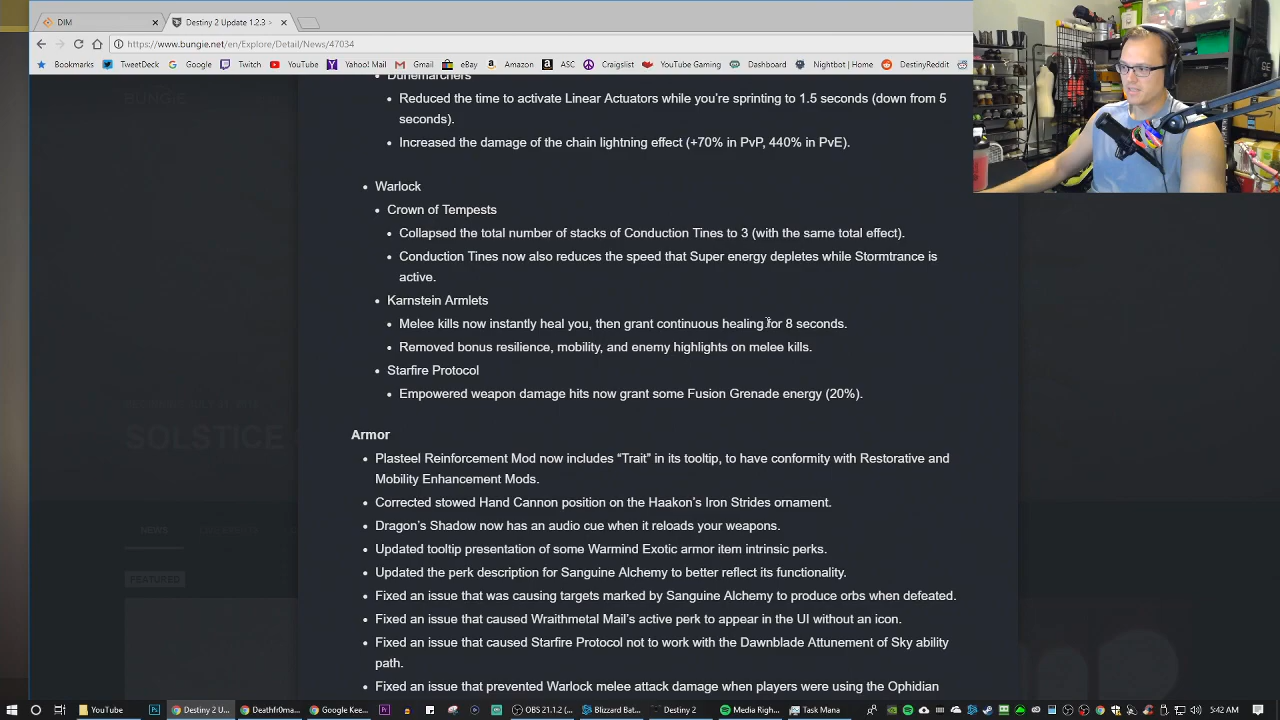 DIM
Destiny 2 Update 1.2.3
https://www.bungie.net/en/Explore/Detail/News/47034
Bookmarks TweetDeck Google Twitch YouTube Yahoo Mail Gmail eBay Amazon ASC Craigslist YouTube Gaming Dashboard Nightbot | Home DestinyReddit
Dunemarchers
Reduced the time to activate Linear Actuators while you're sprinting to 1.5 seconds (down from 5
seconds).
Increased the damage of the chain lightning effect (+70% in PvP, 440% in PvE).
Warlock
Crown of Tempests
Collapsed the total number of stacks of Conduction Tines to 3 (with the same total effect).
Conduction Tines now also reduces the speed that Super energy depletes while Stormtrance is
active.
Karnstein Armlets
Melee kills now instantly heal you, then grant continuous healing for 8 seconds.
Removed bonus resilience, mobility, and enemy highlights on melee kills.
Starfire Protocol
Empowered weapon damage hits now grant some Fusion Grenade energy (20%).
Armor
Plasteel Reinforcement Mod now includes “Trait” in its tooltip, to have conformity with Restorative and
Mobility Enhancement Mods.
Corrected stowed Hand Cannon position on the Haakon's Iron Strides ornament.
Dragon's Shadow now has an audio cue when it reloads your weapons.
Updated tooltip presentation of some Warmind Exotic armor item intrinsic perks.
Updated the perk description for Sanguine Alchemy to better reflect its functionality.
Fixed an issue that was causing targets marked by Sanguine Alchemy to produce orbs when defeated.
Fixed an issue that caused Wraithmetal Mail's active perk to appear in the UI without an icon.
Fixed an issue that caused Starfire Protocol not to work with the Dawnblade Attunement of Sky ability
path.
Fixed an issue that prevented Warlock melee attack damage when players were using the Ophidian
SOLSTICE
NEWS
FEATURED
YouTube Destiny 2 U... Deathfr0ma... Google Kee... OBS 21.1.2 (... Blizzard Bat... Destiny 2 Media Righ... Task Mana 5:42 AM